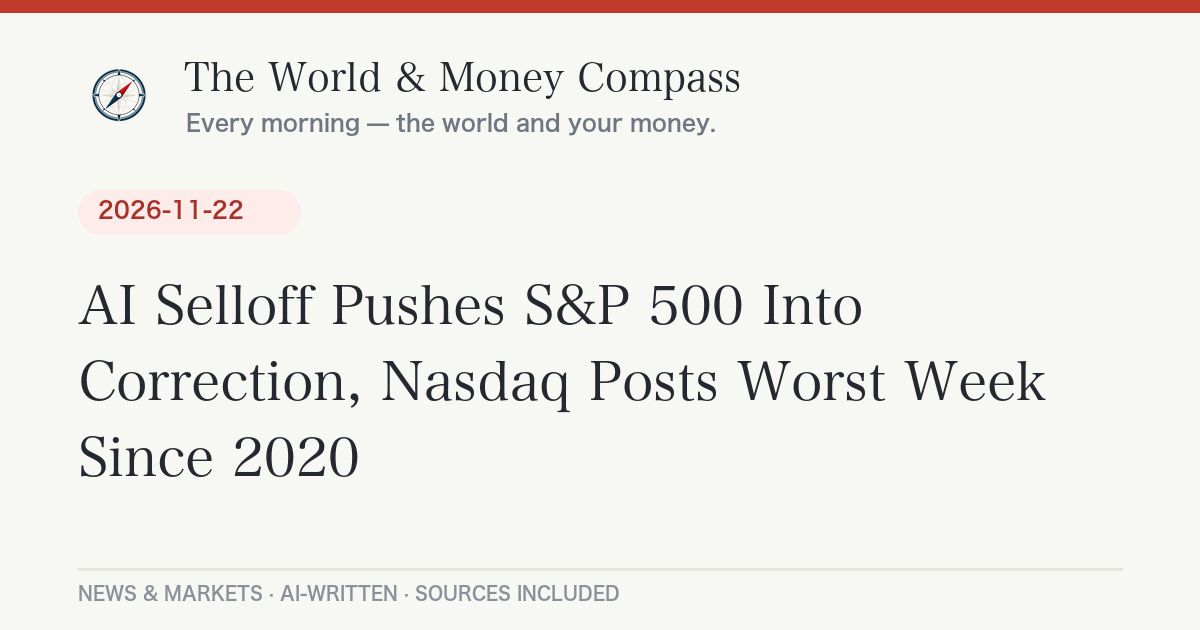 The World & Money Compass
Every morning — the world and your money.
2026-11-22
AI Selloff Pushes S&P 500 Into
Correction, Nasdaq Posts Worst Week
Since 2020
NEWS & MARKETS · AI-WRITTEN · SOURCES INCLUDED